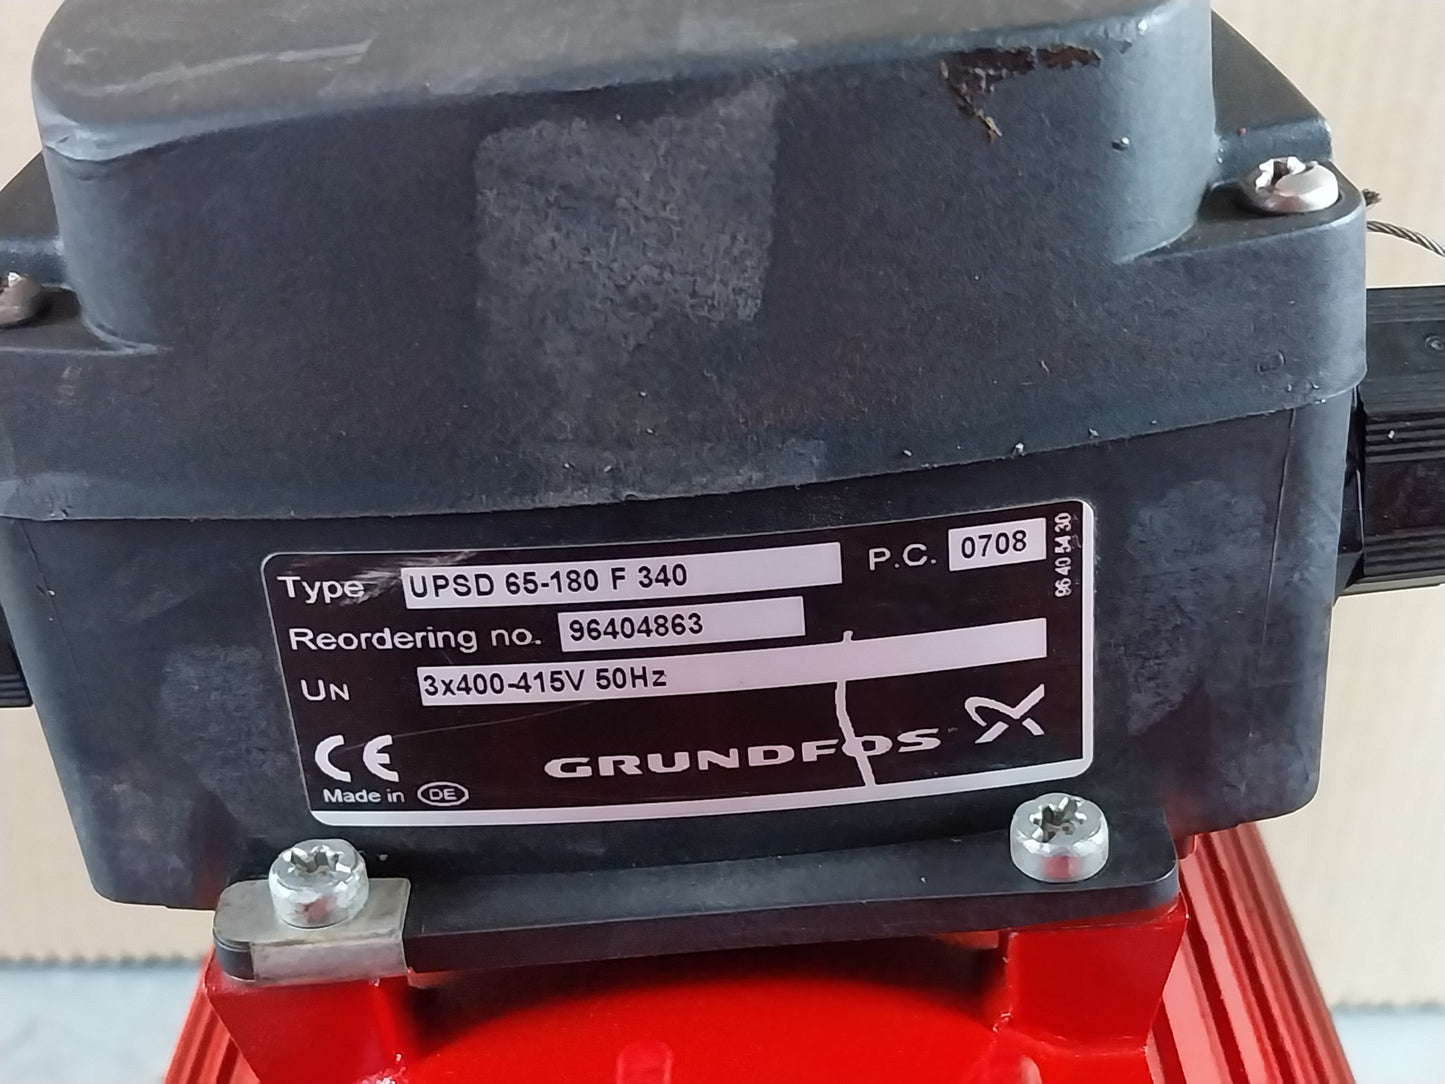 Type UPSD 65-180 F 340 P.C. 0708
Reordering no. 96404863
UN 3x400-415V 50Hz
CE GRUNDFOS
Made in DE
96 40 54 30